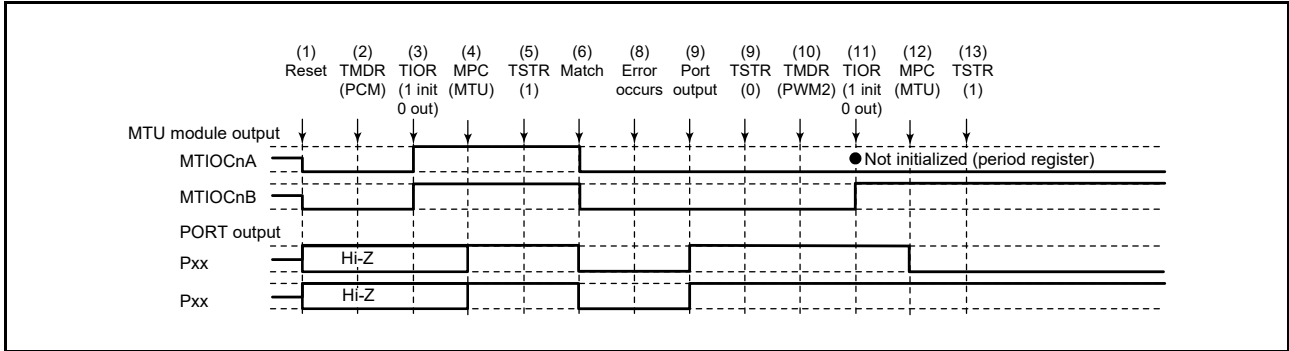 (1) (2) (3) (4) (5) (6) (8) (9) (9) (10) (11) (12) (13)
Reset TMDR TIOR MPC TSTR Match Error Port TSTR TMDR TIOR MPC TSTR
(PCM) (1 init (MTU) (1) occurs output (0) (PWM2) (1 init (MTU) (1)
0 out) 0 out)
MTU module output
MTIOCnA Not initialized (period register)
MTIOCnB
PORT output
Pxx Hi-Z
Pxx Hi-Z